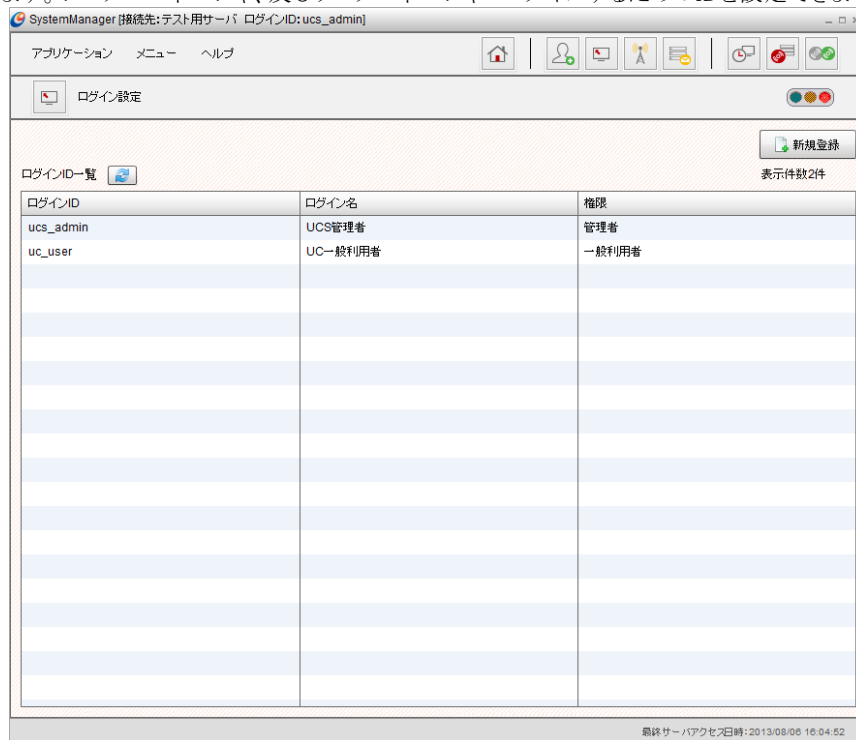 SystemManager [接続先:テスト用サーバ ログインID:ucs_admin]
アプリケーション メニュー ヘルプ
ログイン設定
新規登録
ログインID一覧
表示件数2件
ログインID ログイン名 権限
ucs_admin UCS管理者 管理者
uc_user UC一般利用者 一般利用者
最終サーバアクセス日時:2013/08/06 16:04:52